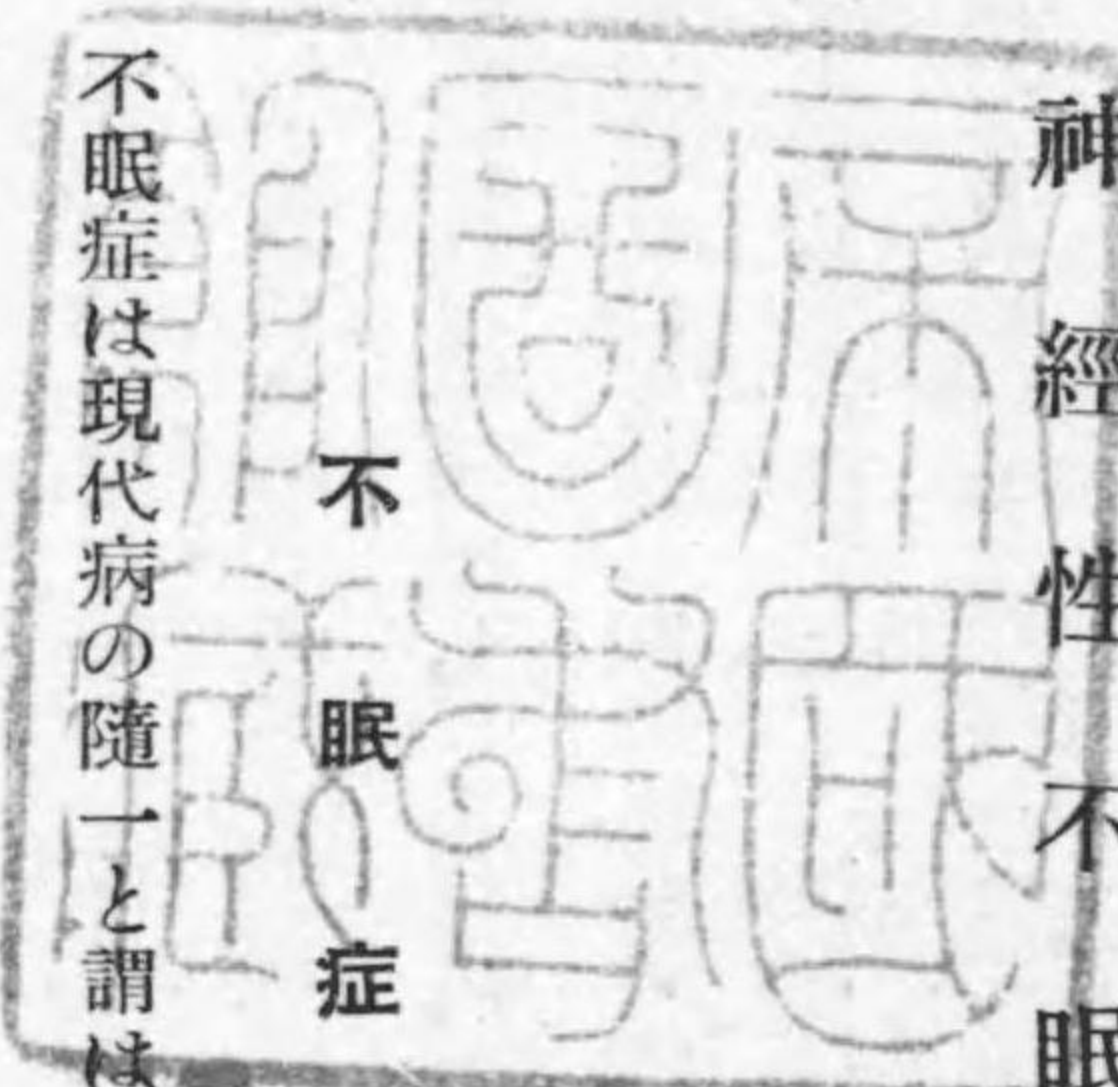 神經性不眠
不眠症
不眠症は現代病の隨一と謂は